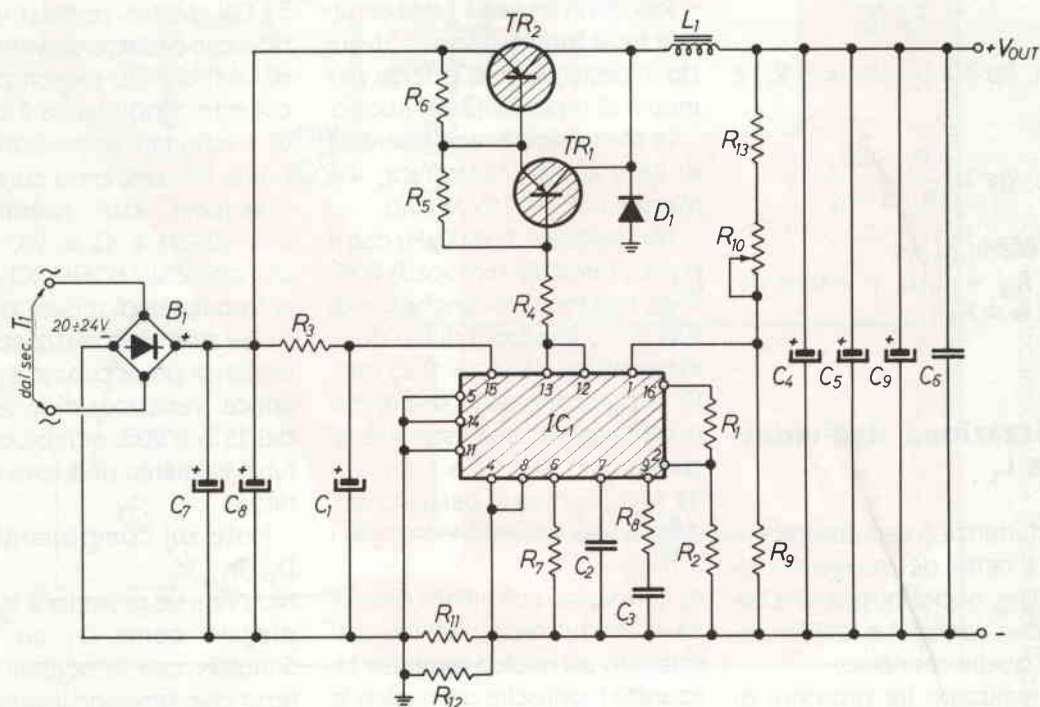 TR₂
L₁
+V_OUT
R₆
TR₁
R₁₃
R₅
D₁
R₁₀
R₄
dal sec T₁
20÷24V
B₁
+
R₃
+
+
+
C₄
C₅
C₉
C₆
15
13
12
1
16
5
14
11
IC₁
2
R₁
4
8
6
7
9
+
+
+
C₇
C₈
C₁
R₇
C₂
R₈
C₃
R₂
R₉
R₁₁
R₁₂
-